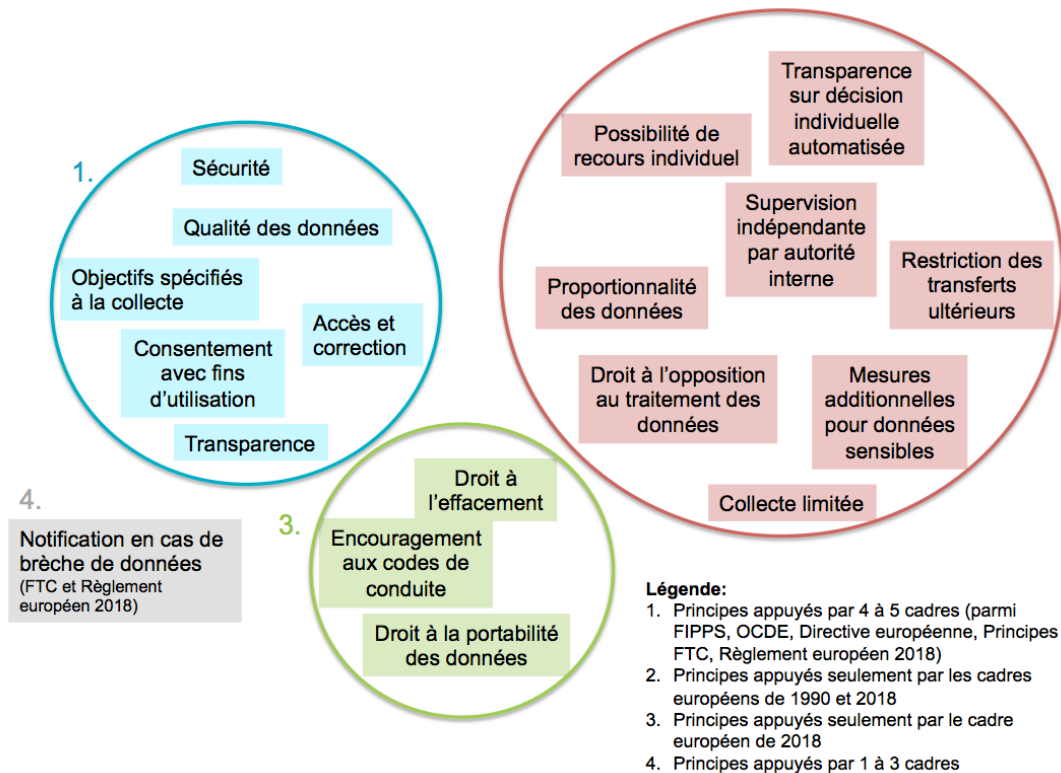 1.
Sécurité
Qualité des données
Objectifs spécifiés
à la collecte
Accès et
correction
Consentement
avec fins
d’utilisation
Transparence
Transparence
sur décision
individuelle
automatisée
Possibilité de
recours individuel
Supervision
indépendante
par autorité
interne
Restriction des
transferts
ultérieurs
Proportionnalité
des données
Droit à l’opposition
au traitement des
données
Mesures
additionnelles
pour données
sensibles
Collecte limitée
3.
Droit à
l’effacement
Encouragement
aux codes de
conduite
Droit à la portabilité
des données
4.
Notification en cas de
brèche de données
(FTC et Règlement
européen 2018)
Légende:
1. Principes appuyés par 4 à 5 cadres (parmi
FIPPS, OCDE, Directive européenne, Principes
FTC, Règlement européen 2018)
2. Principes appuyés seulement par les cadres
européens de 1990 et 2018
3. Principes appuyés seulement par le cadre
européen de 2018
4. Principes appuyés par 1 à 3 cadres